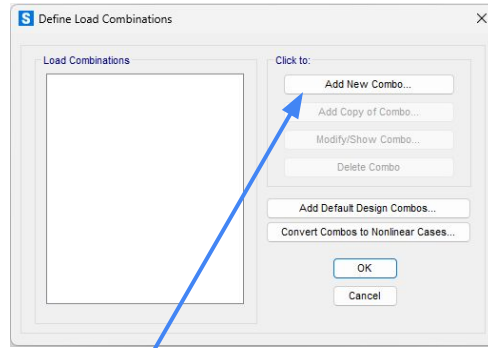 S Define Load Combinations
Load Combinations
Click to:
Add New Combo...
Add Copy of Combo...
Modify/Show Combo...
Delete Combo
Add Default Design Combos...
Convert Combos to Nonlinear Cases...
OK
Cancel